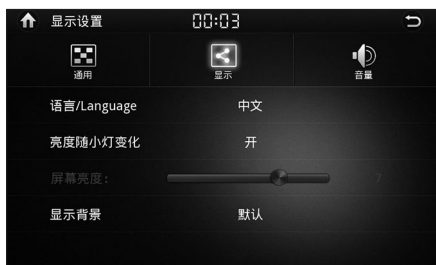 显示设置 00:03
通用 显示 音量
语言/Language 中文
亮度随小灯变化 开
屏幕亮度： 7
显示背景 默认